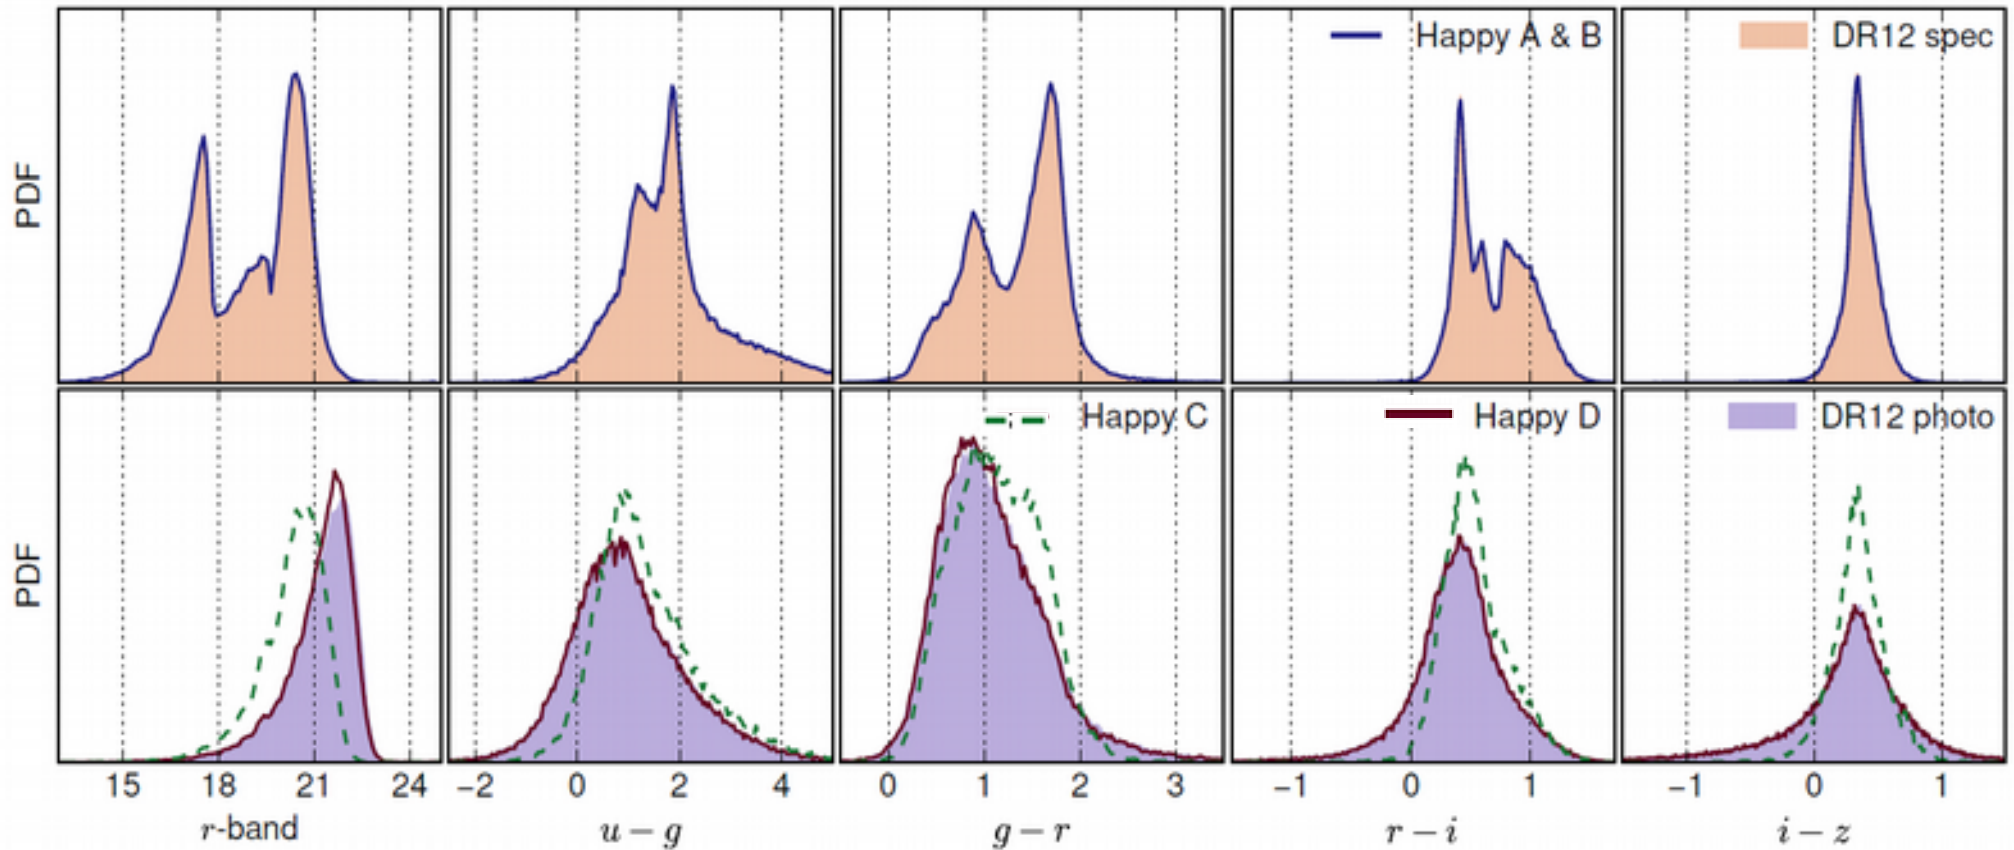 PDF
Happy A & B
DR12 spec
PDF
Happy C
Happy D
DR12 photo
15 18 21 24
−2 0 2 4
0 1 2 3
−1 0 1
−1 0 1
r-band
u − g
g − r
r − i
i − z